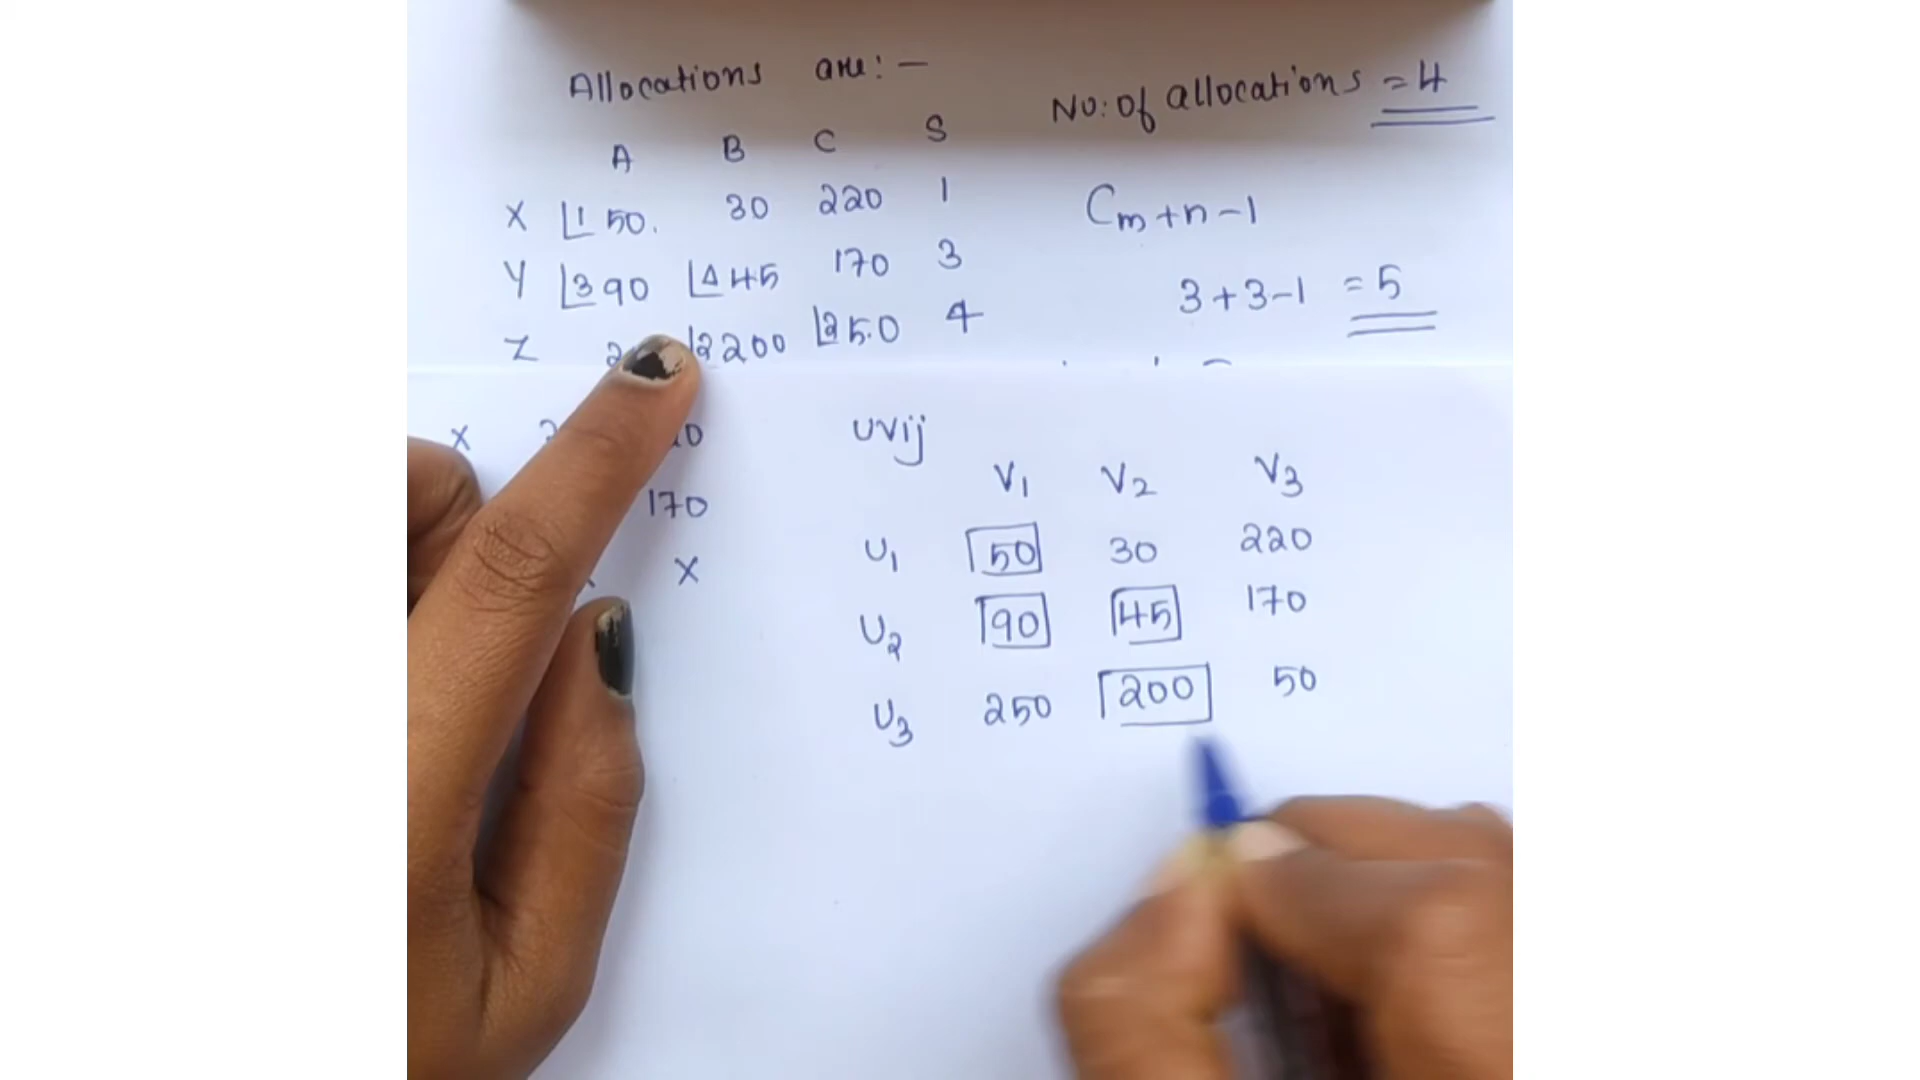 Allocations are:-
No: of allocations = 4
A B C S
X 1 50. 30 220 1
Y 3 90 45 170 3
Z 2 200 2 50 4
Cm+n-1
3+3-1 = 5
X
170
X
UVij
V1 V2 V3
U1 50 30 220
U2 90 45 170
U3 250 200 50